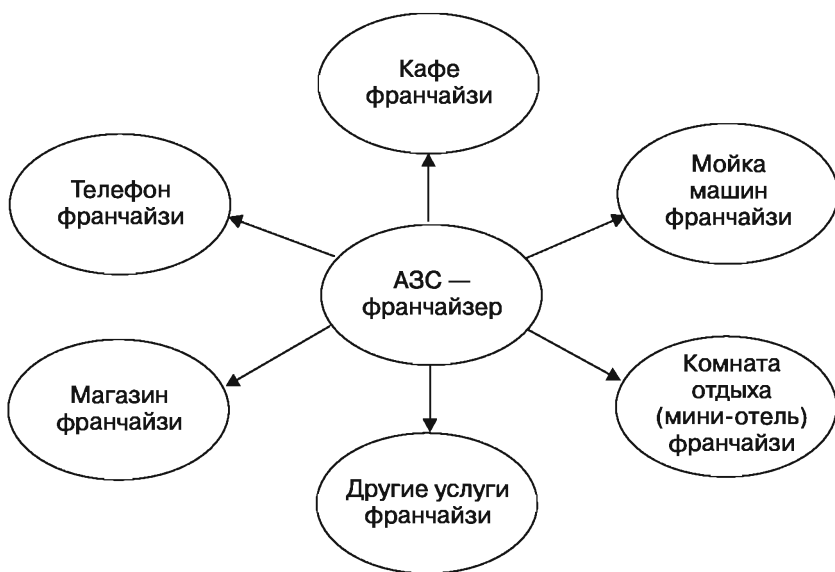 Кафе
франчайзи
Телефон
франчайзи
Мойка
машин
франчайзи
АЗС —
франчайзер
Магазин
франчайзи
Комната
отдыха
(мини-отель)
франчайзи
Другие услуги
франчайзи